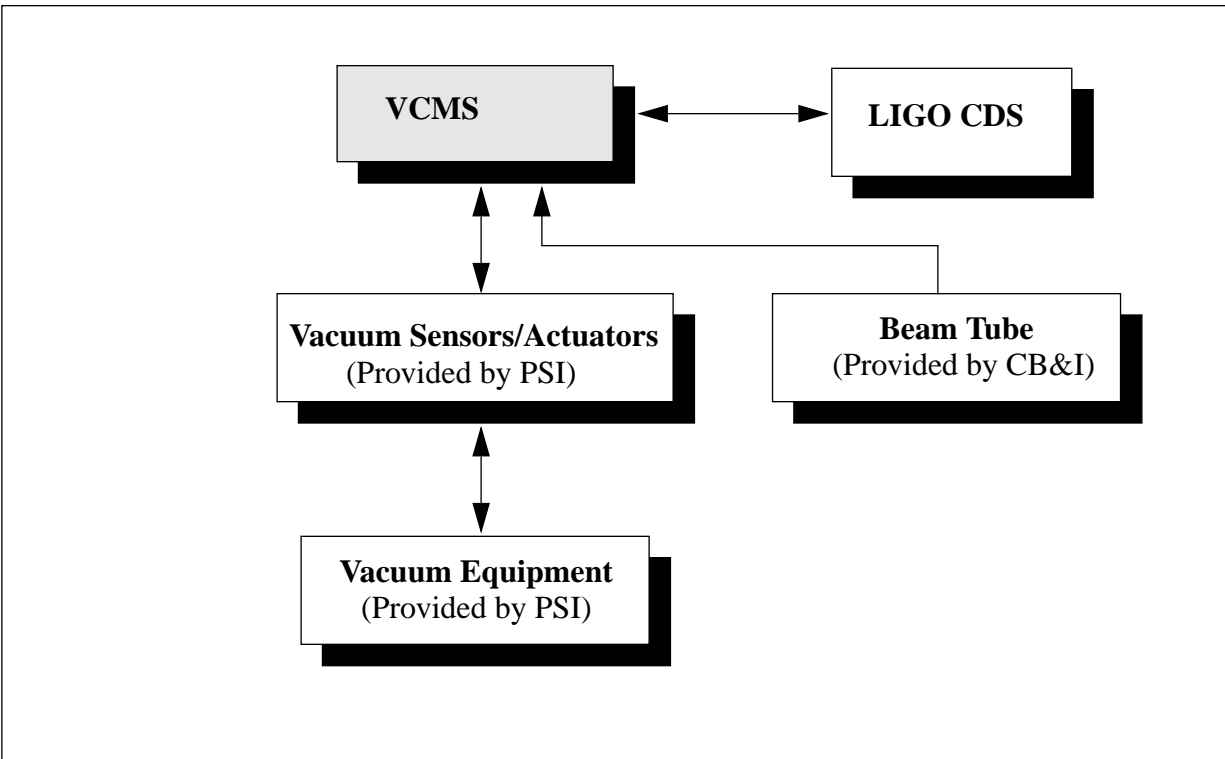 VCMS
LIGO CDS
Vacuum Sensors/Actuators
(Provided by PSI)
Beam Tube
(Provided by CB&I)
Vacuum Equipment
(Provided by PSI)